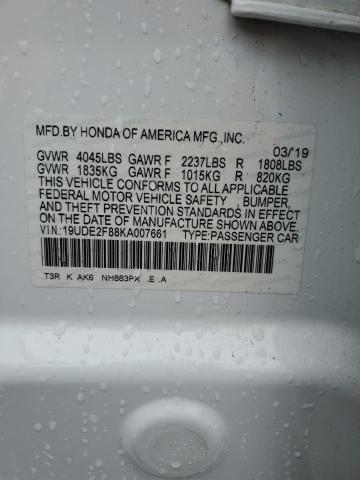 MFD.BY HONDA OF AMERICA MFG.,INC.
03/19
GVWR 4045LBS GAWR F 2237LBS R 1808LBS
GVWR 1835KG GAWR F 1015KG R 820KG
THIS VEHICLE CONFORMS TO ALL APPLICABLE
FEDERAL MOTOR VEHICLE SAFETY , BUMPER,
AND THEFT PREVENTION STANDARDS IN EFFECT
ON THE DATE OF MANUFACTURE SHOWN ABOVE.
V.I.N.:19UDE2F88KA007661 TYPE:PASSENGER CAR
T3R K AK6 NH883PX .E .A